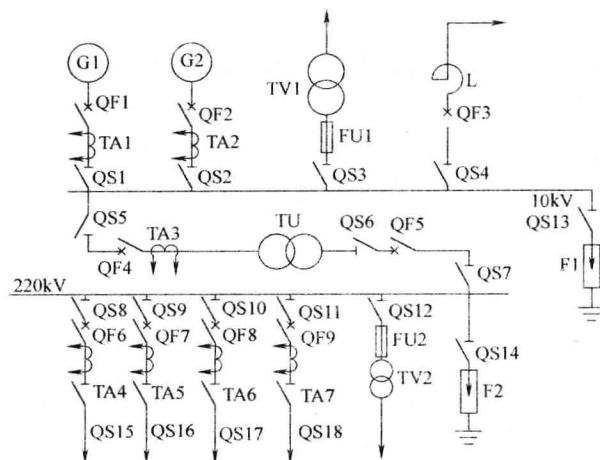 G1 G2
TV1 L
QF1 QF2 QF3
TA1 TA2 FU1
QS1 QS2 QS3 QS4
QS5 10kV
TA3 TU QS6 QF5 QS13
QF4 QS7 F1
220kV
QS8 QS9 QS10 QS11 QS12
QF6 QF7 QF8 QF9 FU2 QS14
TA4 TA5 TA6 TA7 TV2 F2
QS15 QS16 QS17 QS18